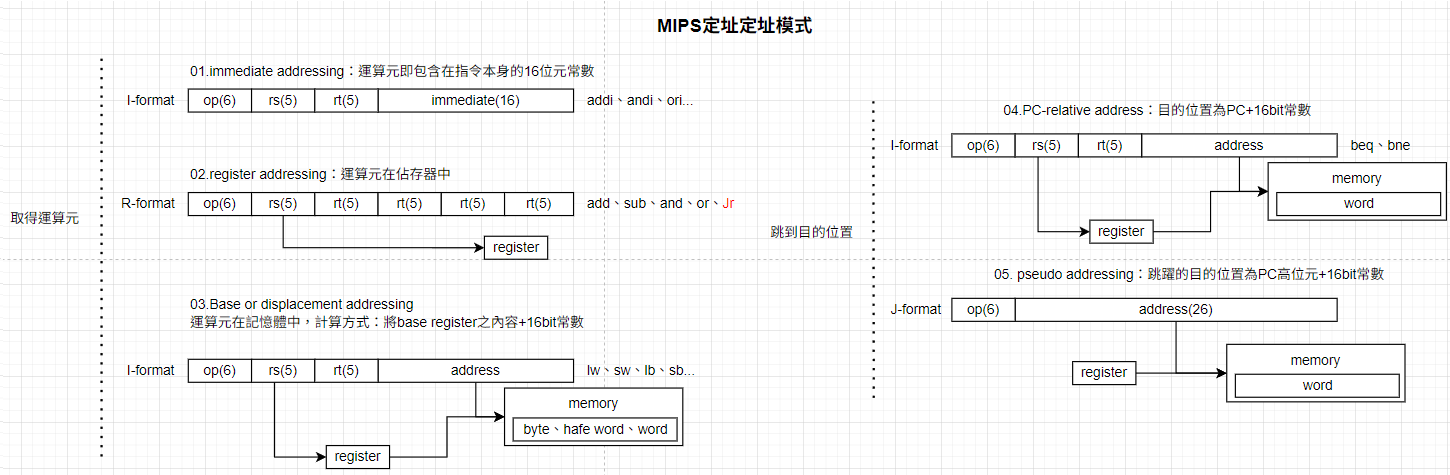 MIPS定址定址模式
取得運算元
01.immediate addressing：運算元即包含在指令本身的16位元常數
I-format op(6) rs(5) rt(5) immediate(16) addi、andi、ori...
02.register addressing：運算元在佔存器中
R-format op(6) rs(5) rt(5) rt(5) rt(5) rt(5) add、sub、and、or、Jr
register
03.Base or displacement addressing
運算元在記憶體中，計算方式：將base register之內容+16bit常數
I-format op(6) rs(5) rt(5) address lw、sw、lb、sb...
memory
byte、hafe word、word
register
跳到目的位置
04.PC-relative address：目的位置為PC+16bit常數
I-format op(6) rs(5) rt(5) address beq、bne
memory
word
register
05. pseudo addressing：跳躍的目的位置為PC高位元+16bit常數
J-format op(6) address(26)
memory
register
word